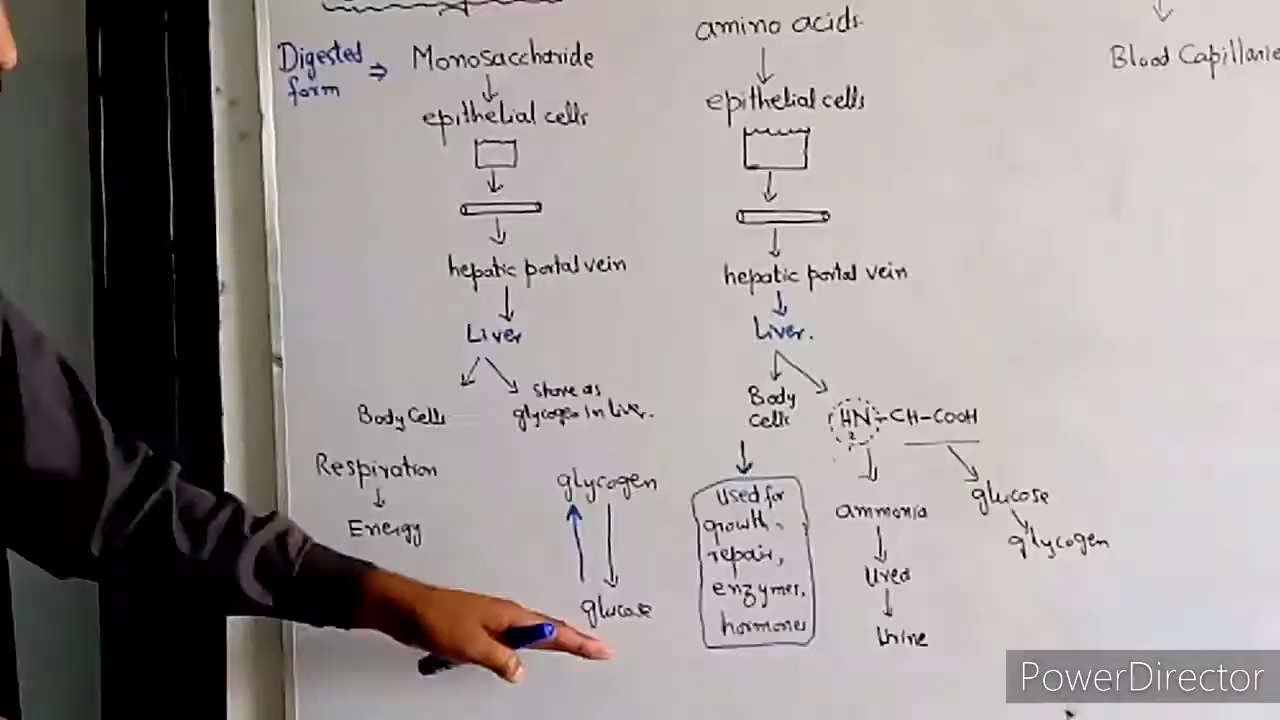 Digested
form ⇒
Monosaccharide
epithelial cells
hepatic portal vein
Liver
Body Cells
Store as
glycogen in liver.
Respiration
Energy
glycogen
glucose
amino acids
epithelial cells
hepatic portal vein
Liver.
Body
cells
used for
growth,
repair,
enzymes,
hormones
H₂N-CH-COOH
ammonia
Urea
Urine
glucose
glycogen
Blood Capillarie
PowerDirector